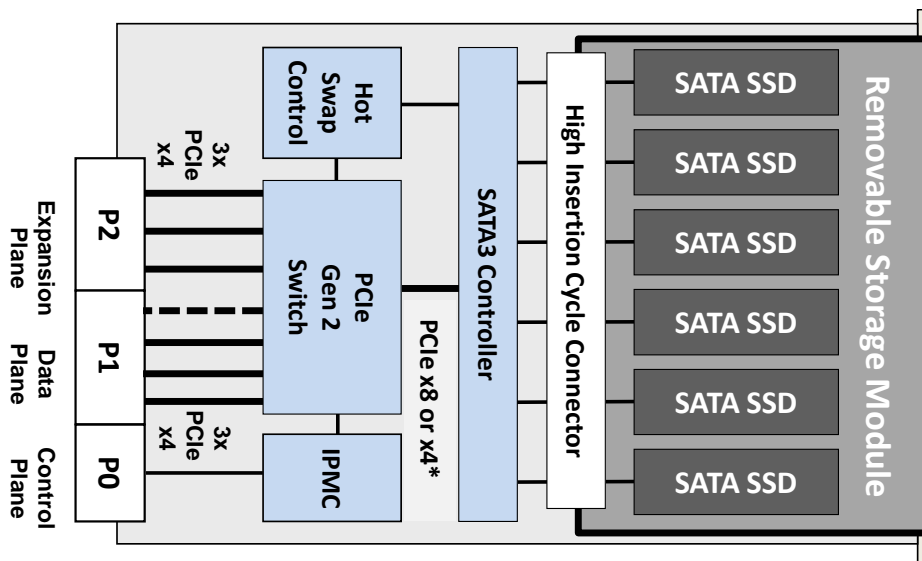 Hot
Swap
Control
3x
PCIe
x4
P2
Expansion
Plane
PCIe
Gen 2
Switch
P1
Data
Plane
3x
PCIe
x4
P0
Control
Plane
IPMC
PCIe x8 or x4*
SATA3 Controller
High Insertion Cycle Connector
SATA SSD
SATA SSD
SATA SSD
SATA SSD
SATA SSD
SATA SSD
Removable Storage Module